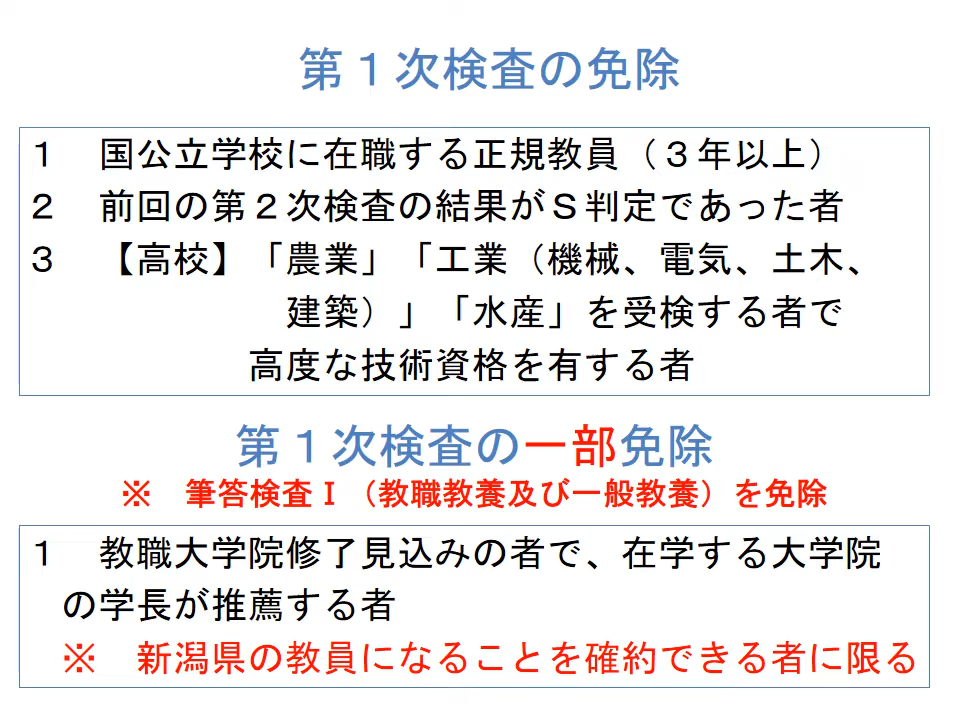 第１次検査の免除
１　国公立学校に在職する正規教員（３年以上）
２　前回の第２次検査の結果がＳ判定であった者
３　【高校】「農業」「工業（機械、電気、土木、
建築）」「水産」を受検する者で
高度な技術資格を有する者
第１次検査の一部免除
※　筆答検査Ⅰ（教職教養及び一般教養）を免除
１　教職大学院修了見込みの者で、在学する大学院
の学長が推薦する者
※　新潟県の教員になることを確約できる者に限る